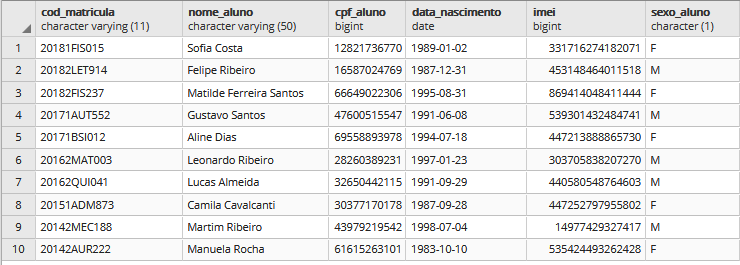 cod_matricula nome_aluno cpf_aluno data_nascimento imei sexo_aluno
character varying (11) character varying (50) bigint date bigint character (1)
1 20181FIS015 Sofia Costa 12821736770 1989-01-02 331716274182071 F
2 20182LET914 Felipe Ribeiro 16587024769 1987-12-31 453148464011518 M
3 20182FIS237 Matilde Ferreira Santos 66649022306 1995-08-31 869414048411444 F
4 20171AUT552 Gustavo Santos 47600515547 1991-06-08 539301432484741 M
5 20171BSI012 Aline Dias 69558893978 1994-07-18 447213888865730 F
6 20162MAT003 Leonardo Ribeiro 28260389231 1997-01-23 303705838207270 M
7 20162QUI041 Lucas Almeida 32650442115 1991-09-29 440580548764603 M
8 20151ADM873 Camila Cavalcanti 30377170178 1987-09-28 447252797955802 F
9 20142MEC188 Martim Ribeiro 43979219542 1998-07-04 14977429327417 M
10 20142AUR222 Manuela Rocha 61615263101 1983-10-10 535424493262428 F